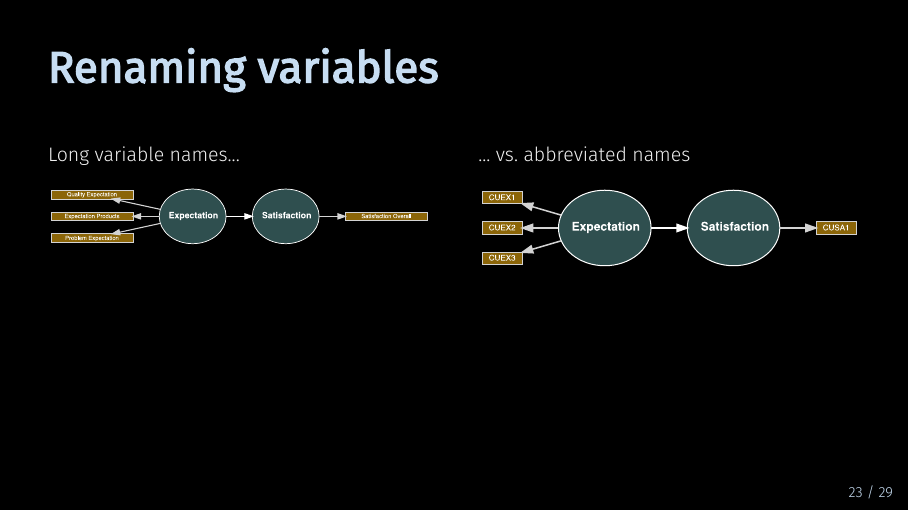 Renaming variables
Long variable names...
Quality Expectation
Expectation Products
Problem Expectation
Expectation
Satisfaction
Satisfaction Overall
... vs. abbreviated names
CUEX1
CUEX2
CUEX3
Expectation
Satisfaction
CUSA1
23 / 29